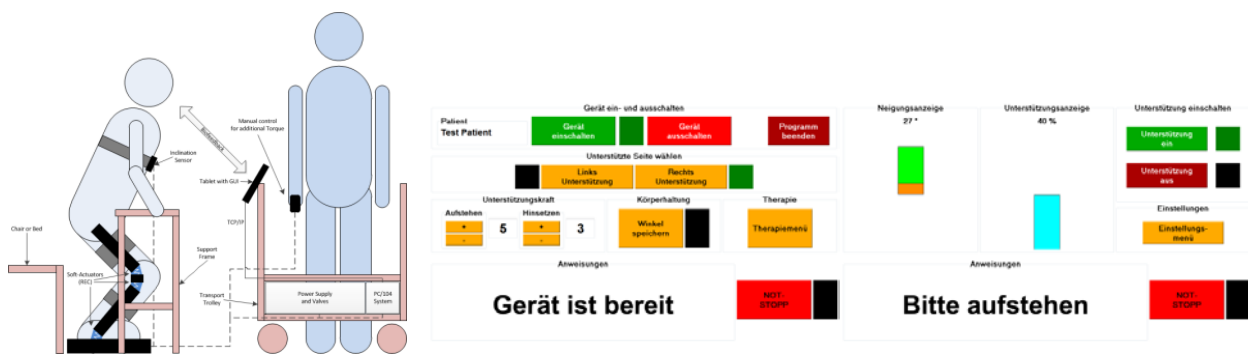 Manual control
for additional Torque
Biofeedback
Inclination
Sensor
Tablet with GUI
TCP/IP
Chair or Bed
Support
Frame
Soft-Actuators
(REC)
Transport
Trolley
Power Supply
and Valves
PC/104
System
Gerät ein- und ausschalten
Patient
Test Patient
Gerät
einschalten
Gerät
ausschalten
Programm
beenden
Unterstützte Seite wählen
Links
Unterstützung
Rechts
Unterstützung
Unterstützungskraft
Aufstehen
+
-
5
Hinsetzen
+
-
3
Körperhaltung
Winkel
speichern
Therapie
Therapiemenü
Anweisungen
Gerät ist bereit
NOT-
STOPP
Neigungsanzeige
27 °
Unterstützungsanzeige
40 %
Unterstützung einschalten
Unterstützung
ein
Unterstützung
aus
Einstellungen
Einstellungs-
menü
Anweisungen
Bitte aufstehen
NOT-
STOPP